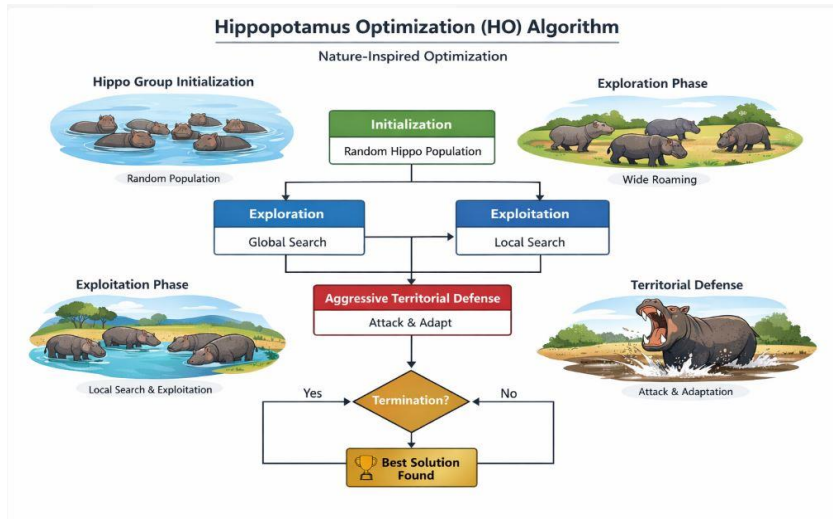 Hippopotamus Optimization (HO) Algorithm
Nature-Inspired Optimization
Hippo Group Initialization
Random Population
Exploration Phase
Wide Roaming
Initialization
Random Hippo Population
Exploration
Global Search
Exploitation
Local Search
Exploitation Phase
Local Search & Exploitation
Aggressive Territorial Defense
Attack & Adapt
Territorial Defense
Attack & Adaptation
Yes
Termination?
No
Best Solution
Found